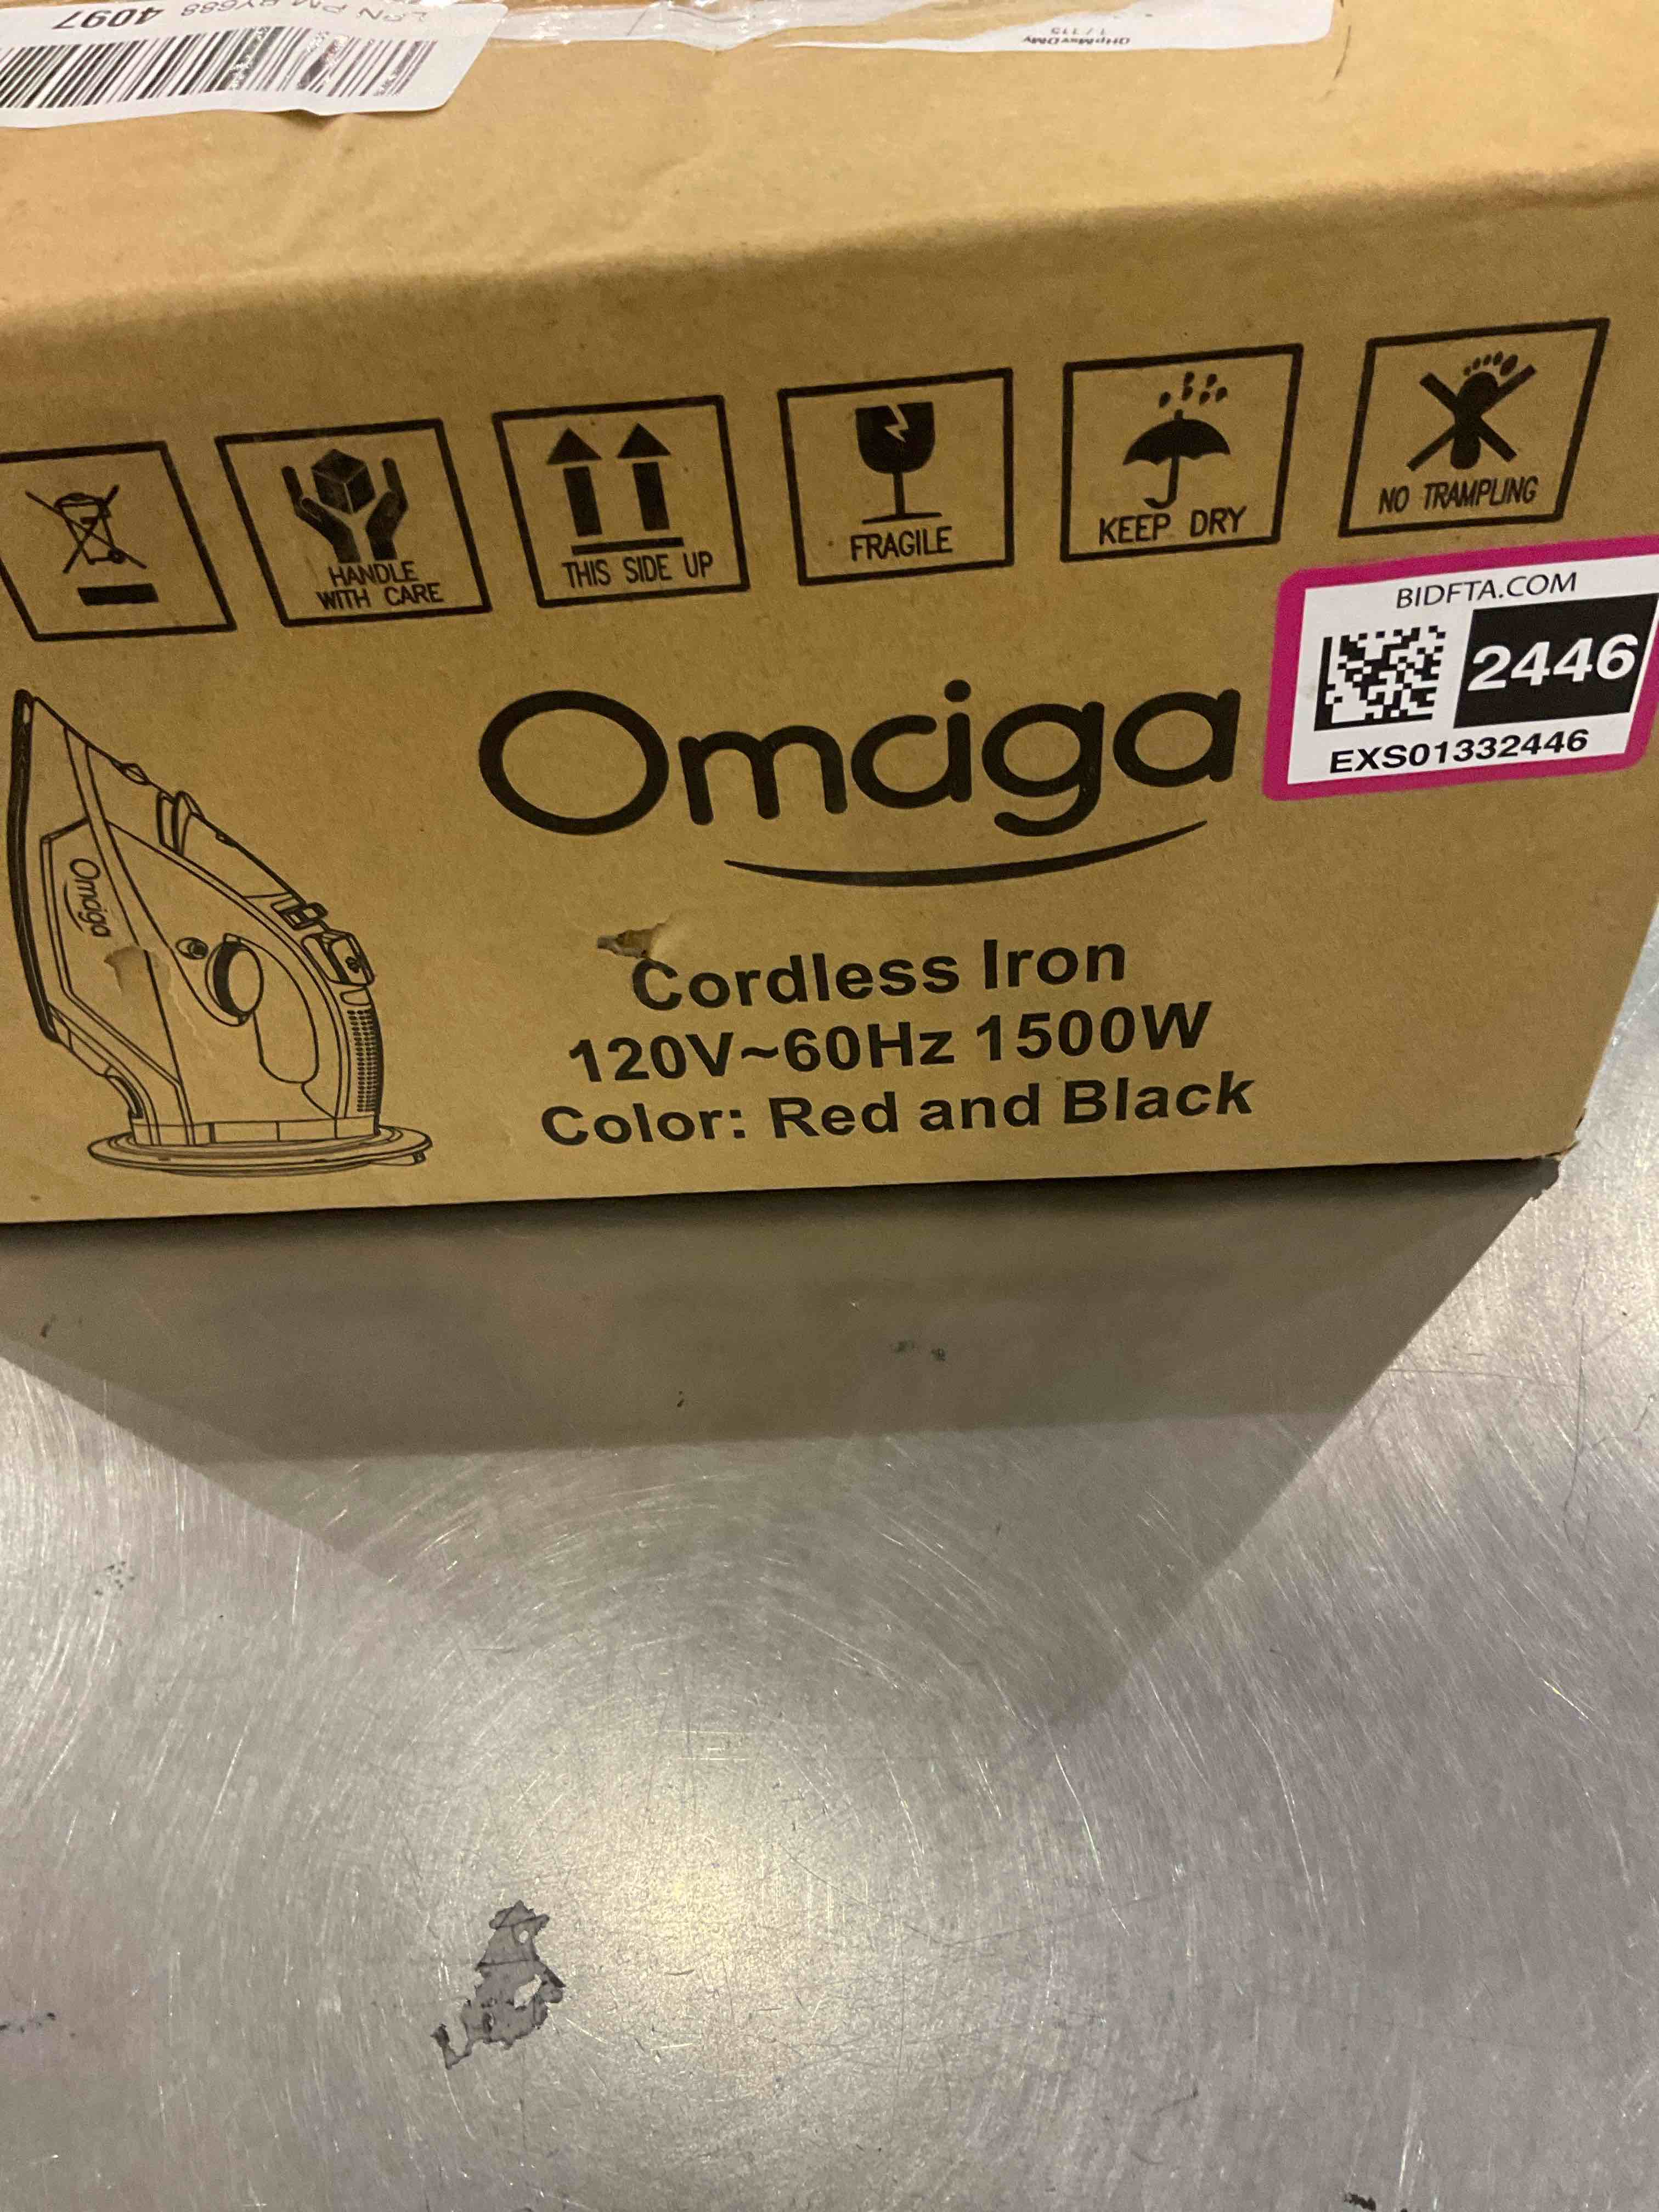 4097
HANDLE
WITH CARE
THIS SIDE UP
FRAGILE
KEEP DRY
NO TRAMPLING
BIDFTA.COM
2446
EXS01332446
Omciga
Omciga
Cordless Iron
120V~60Hz 1500W
Color: Red and Black